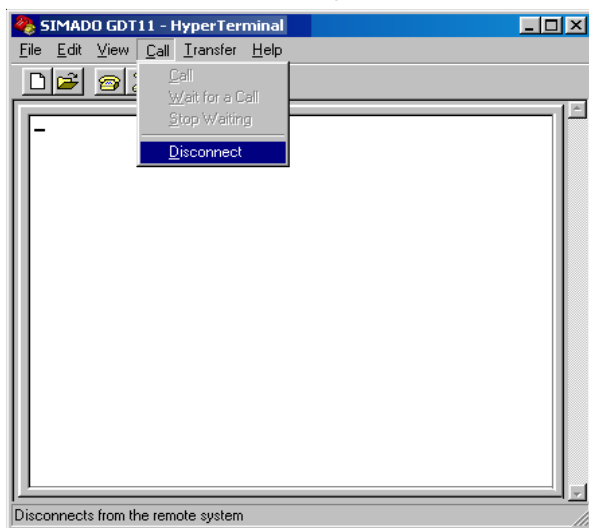 SIMADO GDT11 - HyperTerminal
File Edit View Call Transfer Help
Call
Wait for a Call
Stop Waiting
Disconnect
Disconnects from the remote system